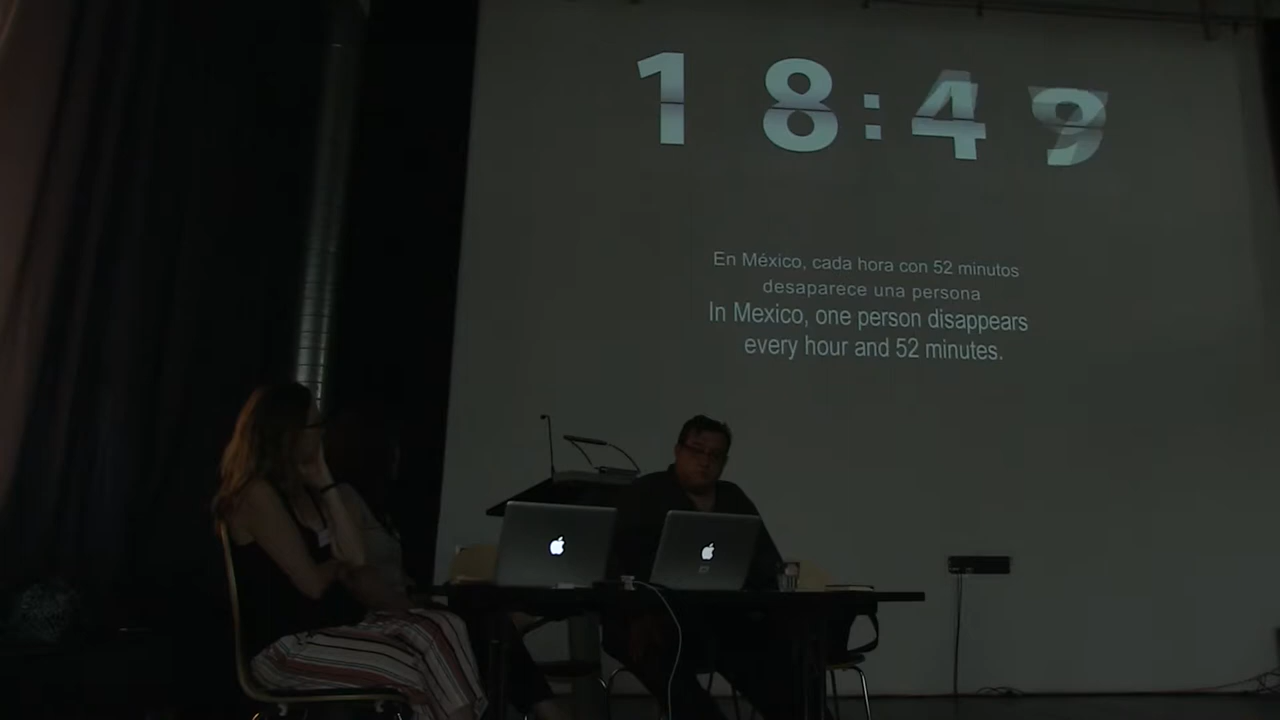 18:49
En México, cada hora con 52 minutos
desaparece una persona
In Mexico, one person disappears
every hour and 52 minutes.